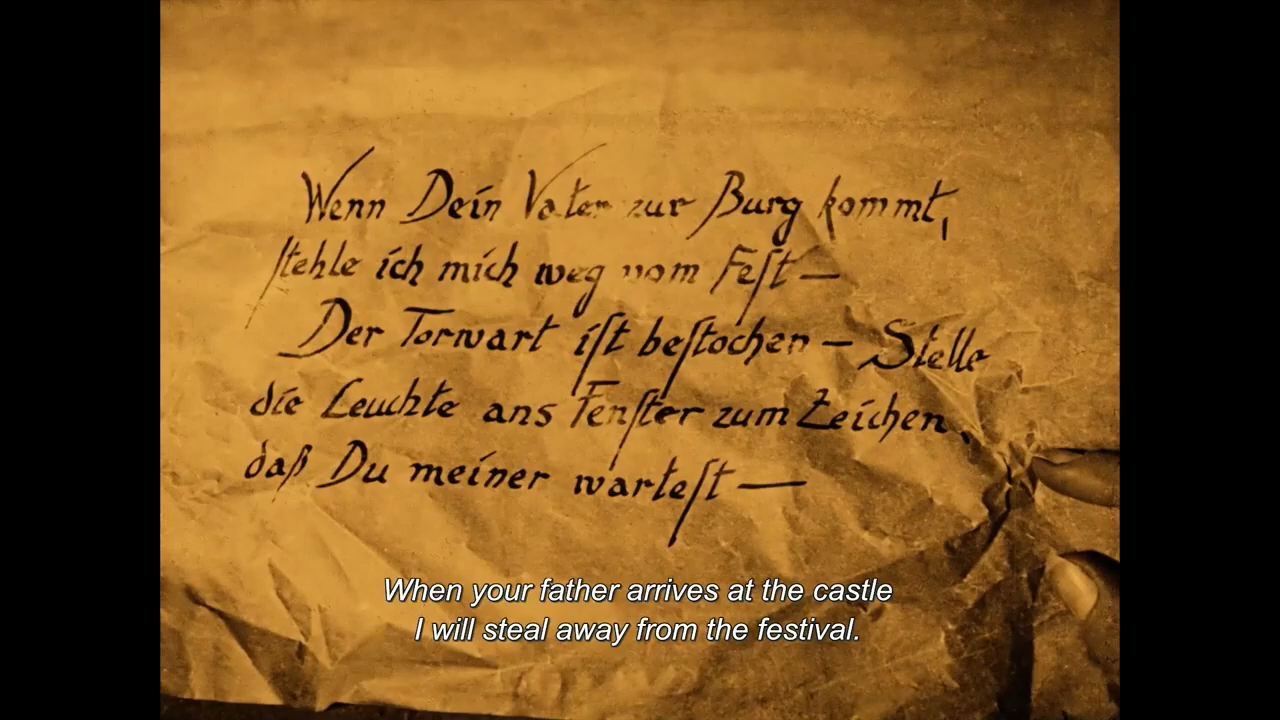 Wenn Dein Vater zur Burg kommt,
ſtehle ich mich weg vom Feſt —
Der Torwart iſt beſtochen — Stelle
die Leuchte ans Fenſter zum Zeichen,
daß Du meiner warteſt —
When your father arrives at the castle
I will steal away from the festival.